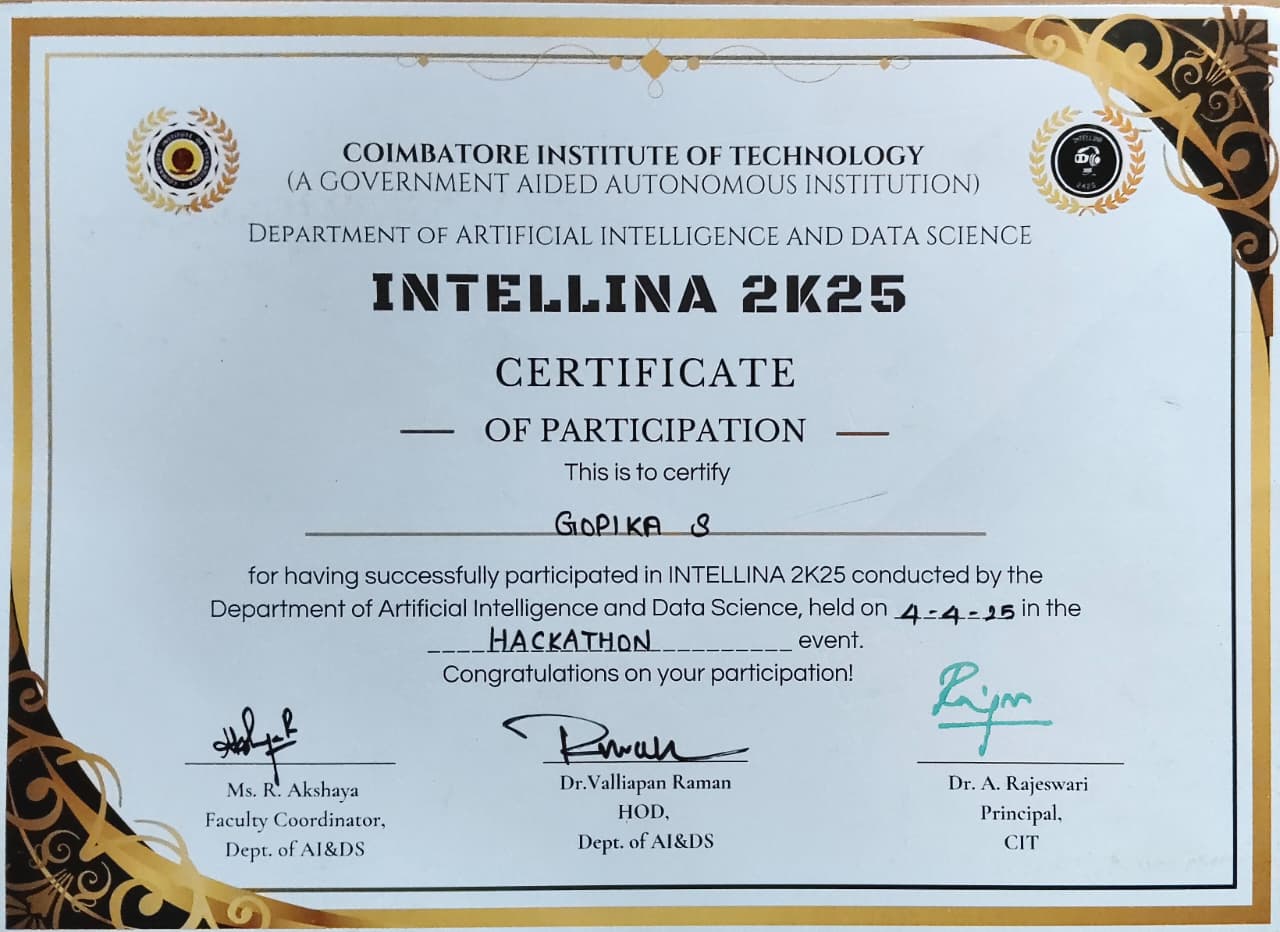 COIMBATORE INSTITUTE OF TECHNOLOGY
(A GOVERNMENT AIDED AUTONOMOUS INSTITUTION)
DEPARTMENT OF ARTIFICIAL INTELLIGENCE AND DATA SCIENCE
INTELLINA
2K25
INTELLINA 2K25
CERTIFICATE
OF PARTICIPATION
This is to certify
GOPIKA S
for having successfully participated in INTELLINA 2K25 conducted by the
Department of Artificial Intelligence and Data Science, held on 4-4-25 in the
HACKATHON event.
Congratulations on your participation!
Ms. R. Akshaya
Faculty Coordinator,
Dept. of AI&DS
Dr.Valliapan Raman
HOD,
Dept. of AI&DS
Dr. A. Rajeswari
Principal,
CIT